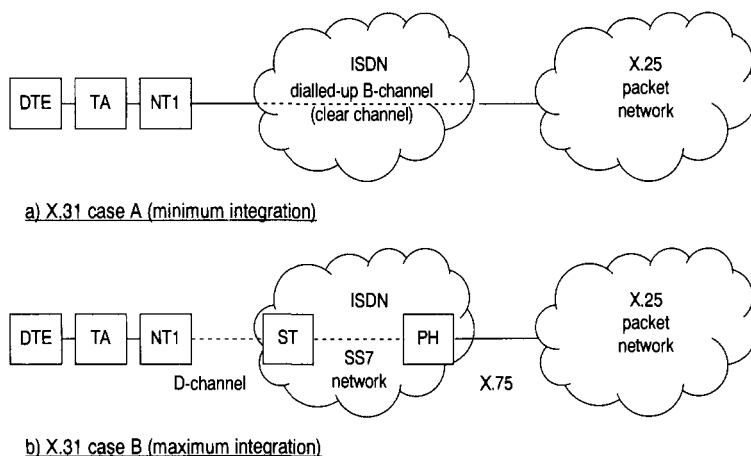 ISDN
dialled-up B-channel
(clear channel)
X.25
packet
network
DTE
TA
NT1
a) X.31 case A (minimum integration)
ISDN
X.25
packet
network
DTE
TA
NT1
ST
PH
SS7
network
D-channel
X.75
b) X.31 case B (maximum integration)